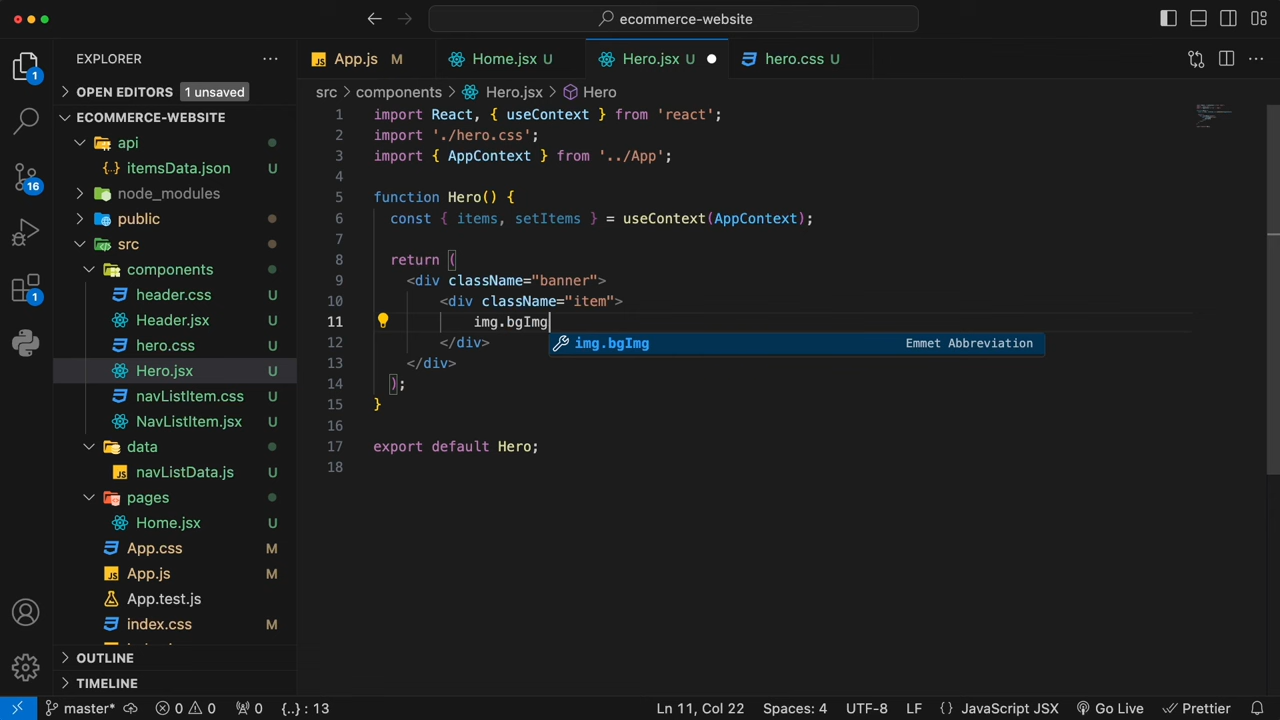 ecommerce-website
EXPLORER
App.js M
Home.jsx U
Hero.jsx U
hero.css U
OPEN EDITORS 1 unsaved
src components Hero.jsx Hero
ECOMMERCE-WEBSITE
api
itemsData.json U
node_modules
public
src
components
header.css U
Header.jsx U
hero.css U
Hero.jsx U
navListItem.css U
NavListItem.jsx U
data
navListData.js U
pages
Home.jsx U
App.css M
App.js M
App.test.js
index.css M
OUTLINE
TIMELINE
1
16
1
1 import React, { useContext } from 'react';
2 import './hero.css';
3 import { AppContext } from '../App';
4
5 function Hero() {
6 const { items, setItems } = useContext(AppContext);
7
8 return (
9 <div className="banner">
10 <div className="item">
11 img.bgImg
img.bgImg Emmet Abbreviation
12 </div>
13 </div>
14 );
15 }
16
17 export default Hero;
18
master* 0 0 0 {..} : 13 Ln 11, Col 22 Spaces: 4 UTF-8 LF {} JavaScript JSX Go Live Prettier